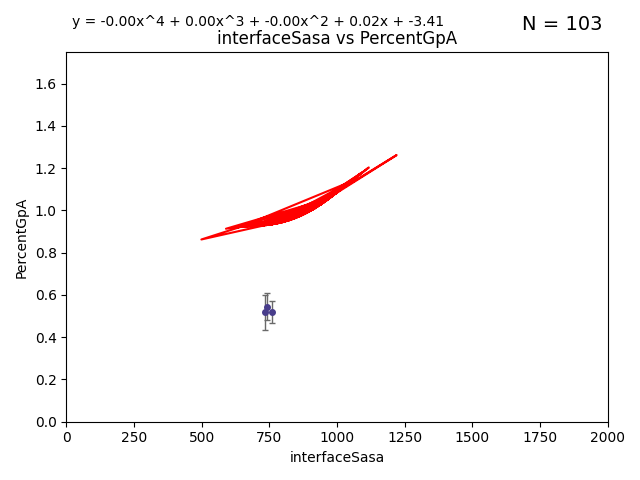 y = -0.00x^4 + 0.00x^3 + -0.00x^2 + 0.02x + -3.41
N = 103
interfaceSasa vs PercentGpA
PercentGpA
1.6
1.4
1.2
1.0
0.8
0.6
0.4
0.2
0.0
0 250 500 750 1000 1250 1500 1750 2000
interfaceSasa